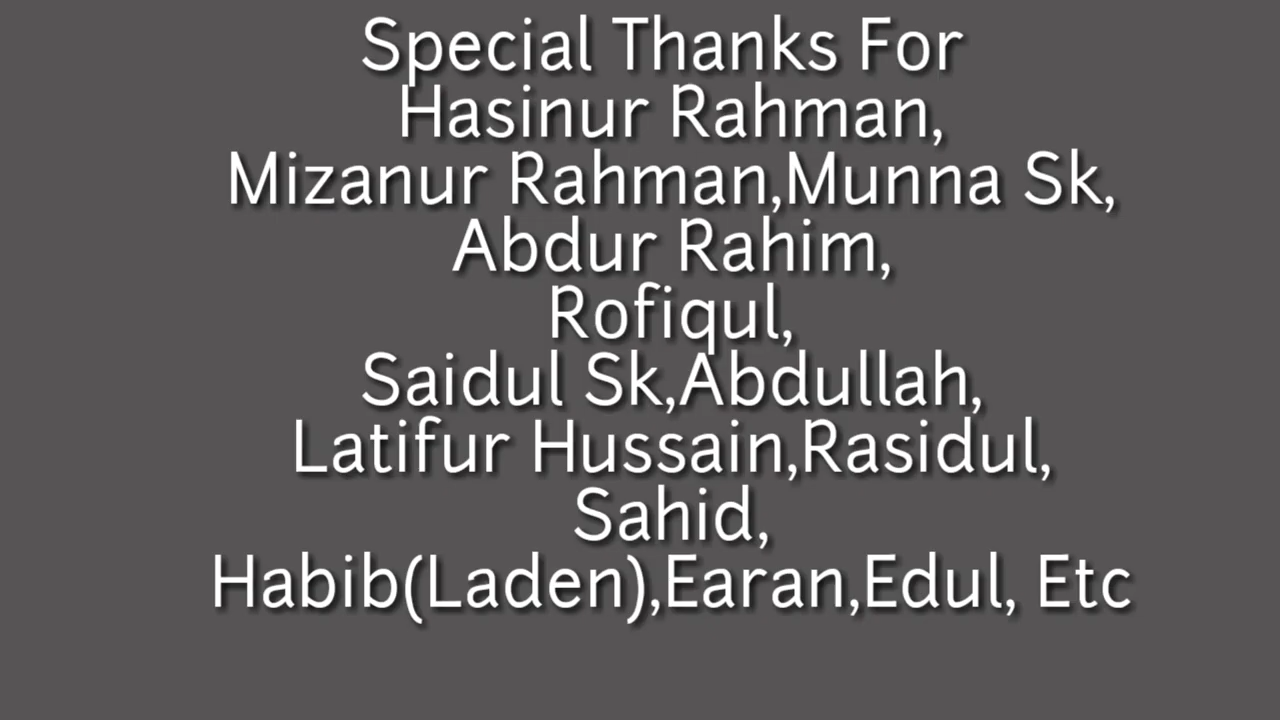 Special Thanks For
Hasinur Rahman,
Mizanur Rahman,Munna Sk,
Abdur Rahim,
Rofiqul,
Saidul Sk,Abdullah,
Latifur Hussain,Rasidul,
Sahid,
Habib(Laden),Earan,Edul, Etc